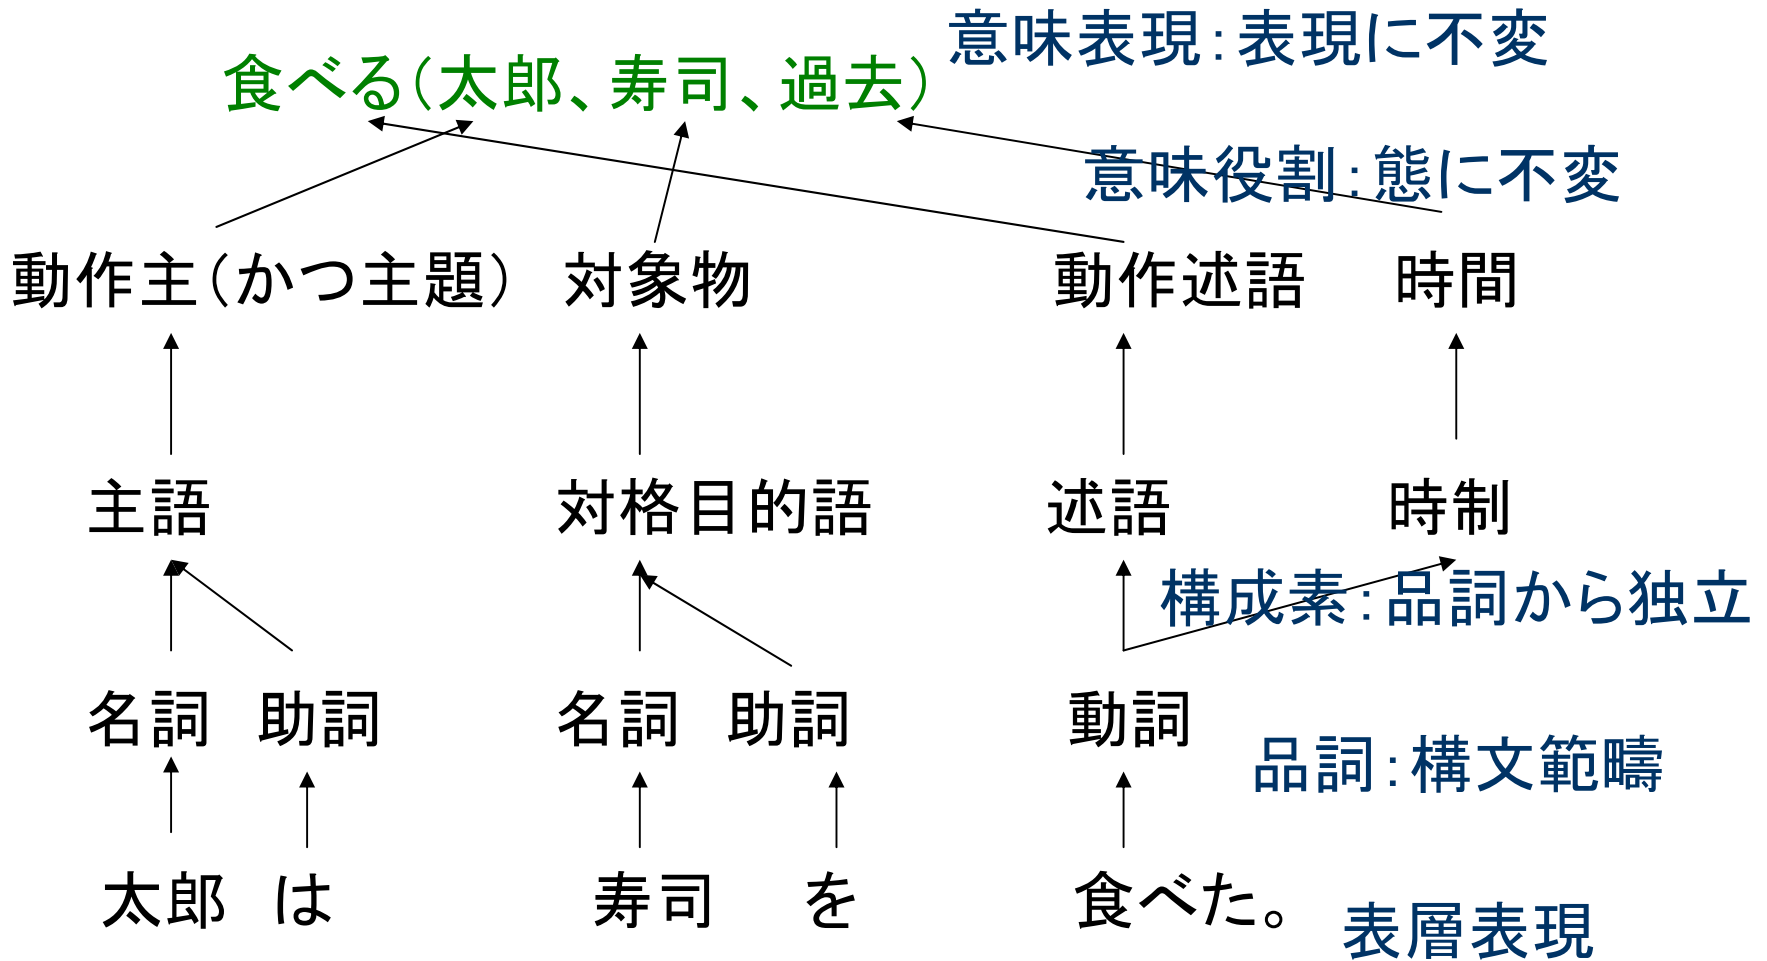 意味表現：表現に不変
食べる（太郎、寿司、過去）
意味役割：態に不変
動作主（かつ主題） 対象物 動作述語 時間
主語 対格目的語 述語 時制
構成素：品詞から独立
名詞 助詞 名詞 助詞 動詞
品詞：構文範疇
太郎 は 寿司 を 食べた。
表層表現